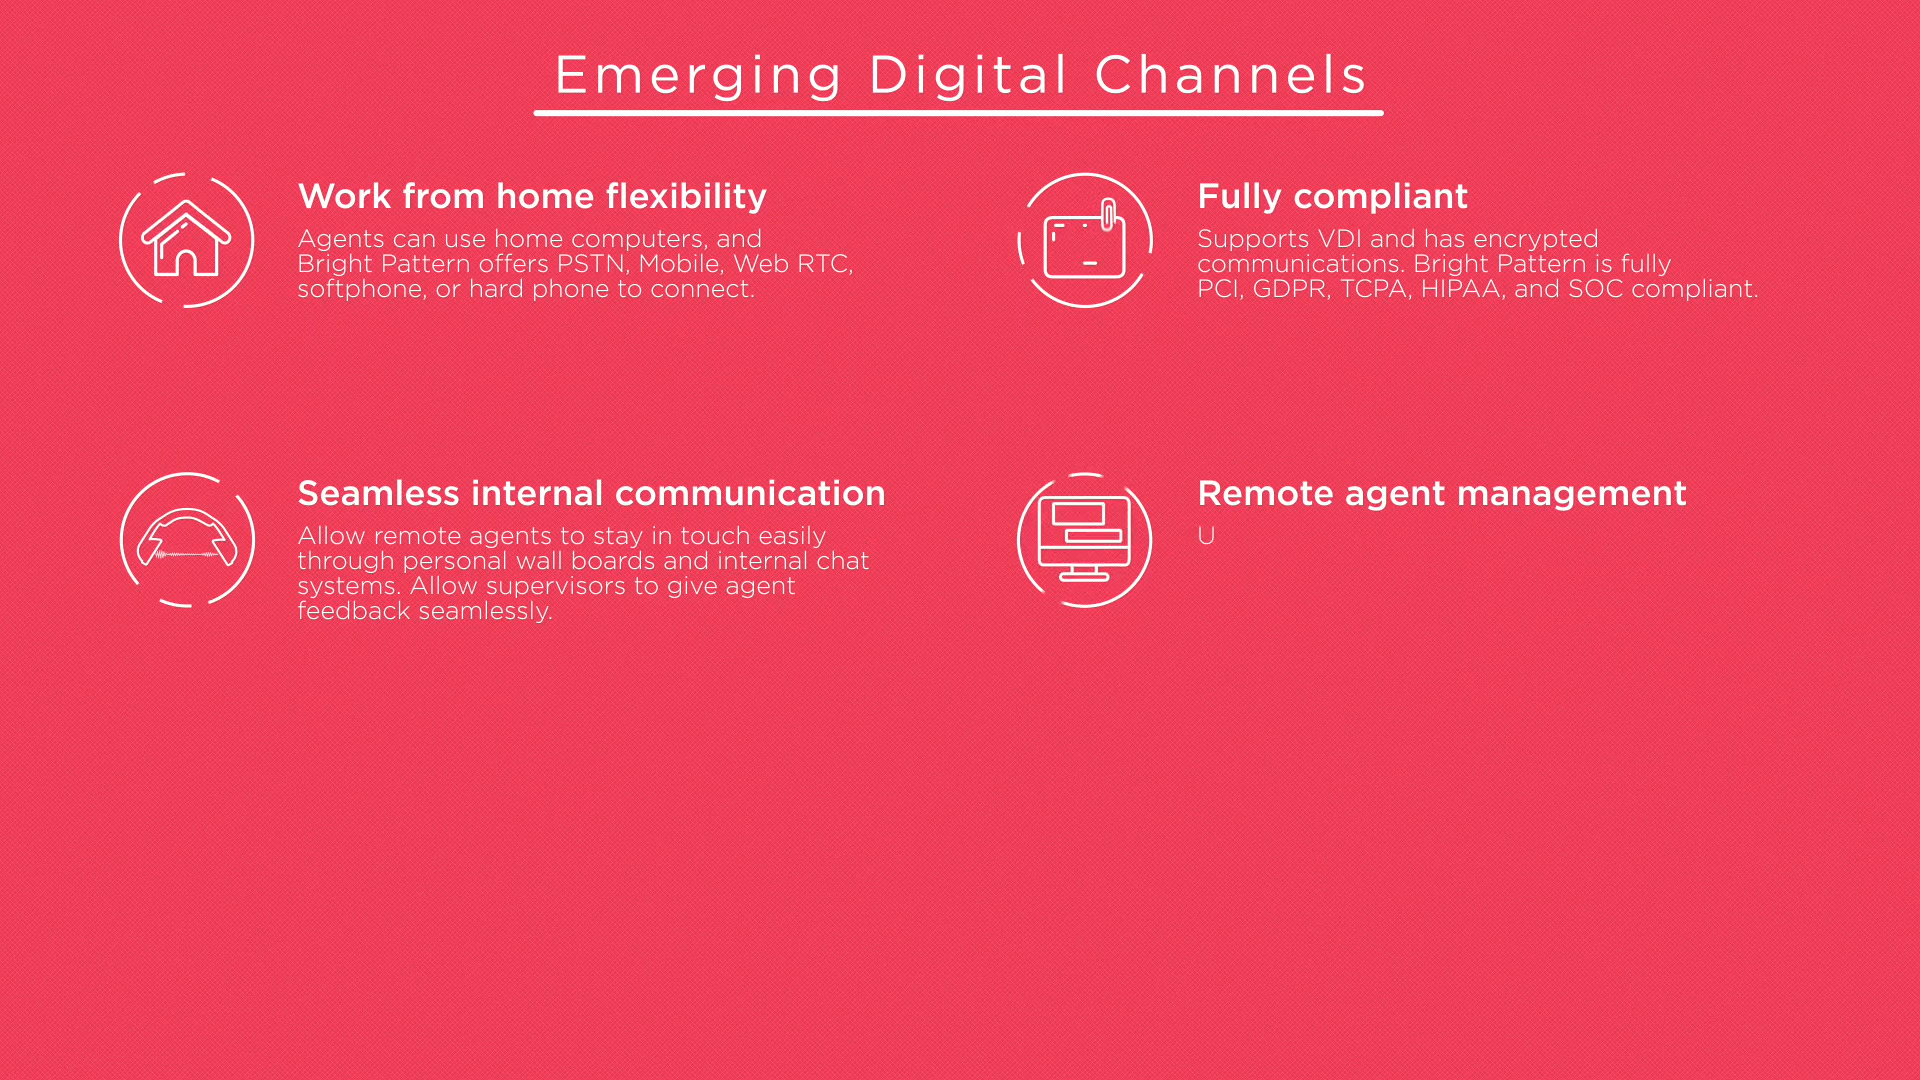 Emerging Digital Channels
Work from home flexibility
Agents can use home computers, and
Bright Pattern offers PSTN, Mobile, Web RTC,
softphone, or hard phone to connect.
Fully compliant
Supports VDI and has encrypted
communications. Bright Pattern is fully
PCI, GDPR, TCPA, HIPAA, and SOC compliant.
Seamless internal communication
Allow remote agents to stay in touch easily
through personal wall boards and internal chat
systems. Allow supervisors to give agent
feedback seamlessly.
Remote agent management
U